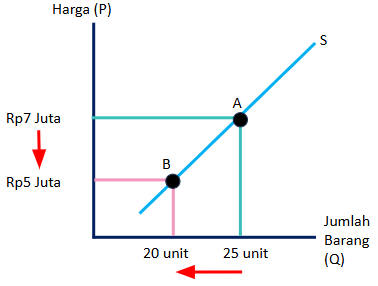 Harga (P)
S
A
Rp7 Juta
B
Rp5 Juta
Jumlah
Barang
(Q)
20 unit
25 unit